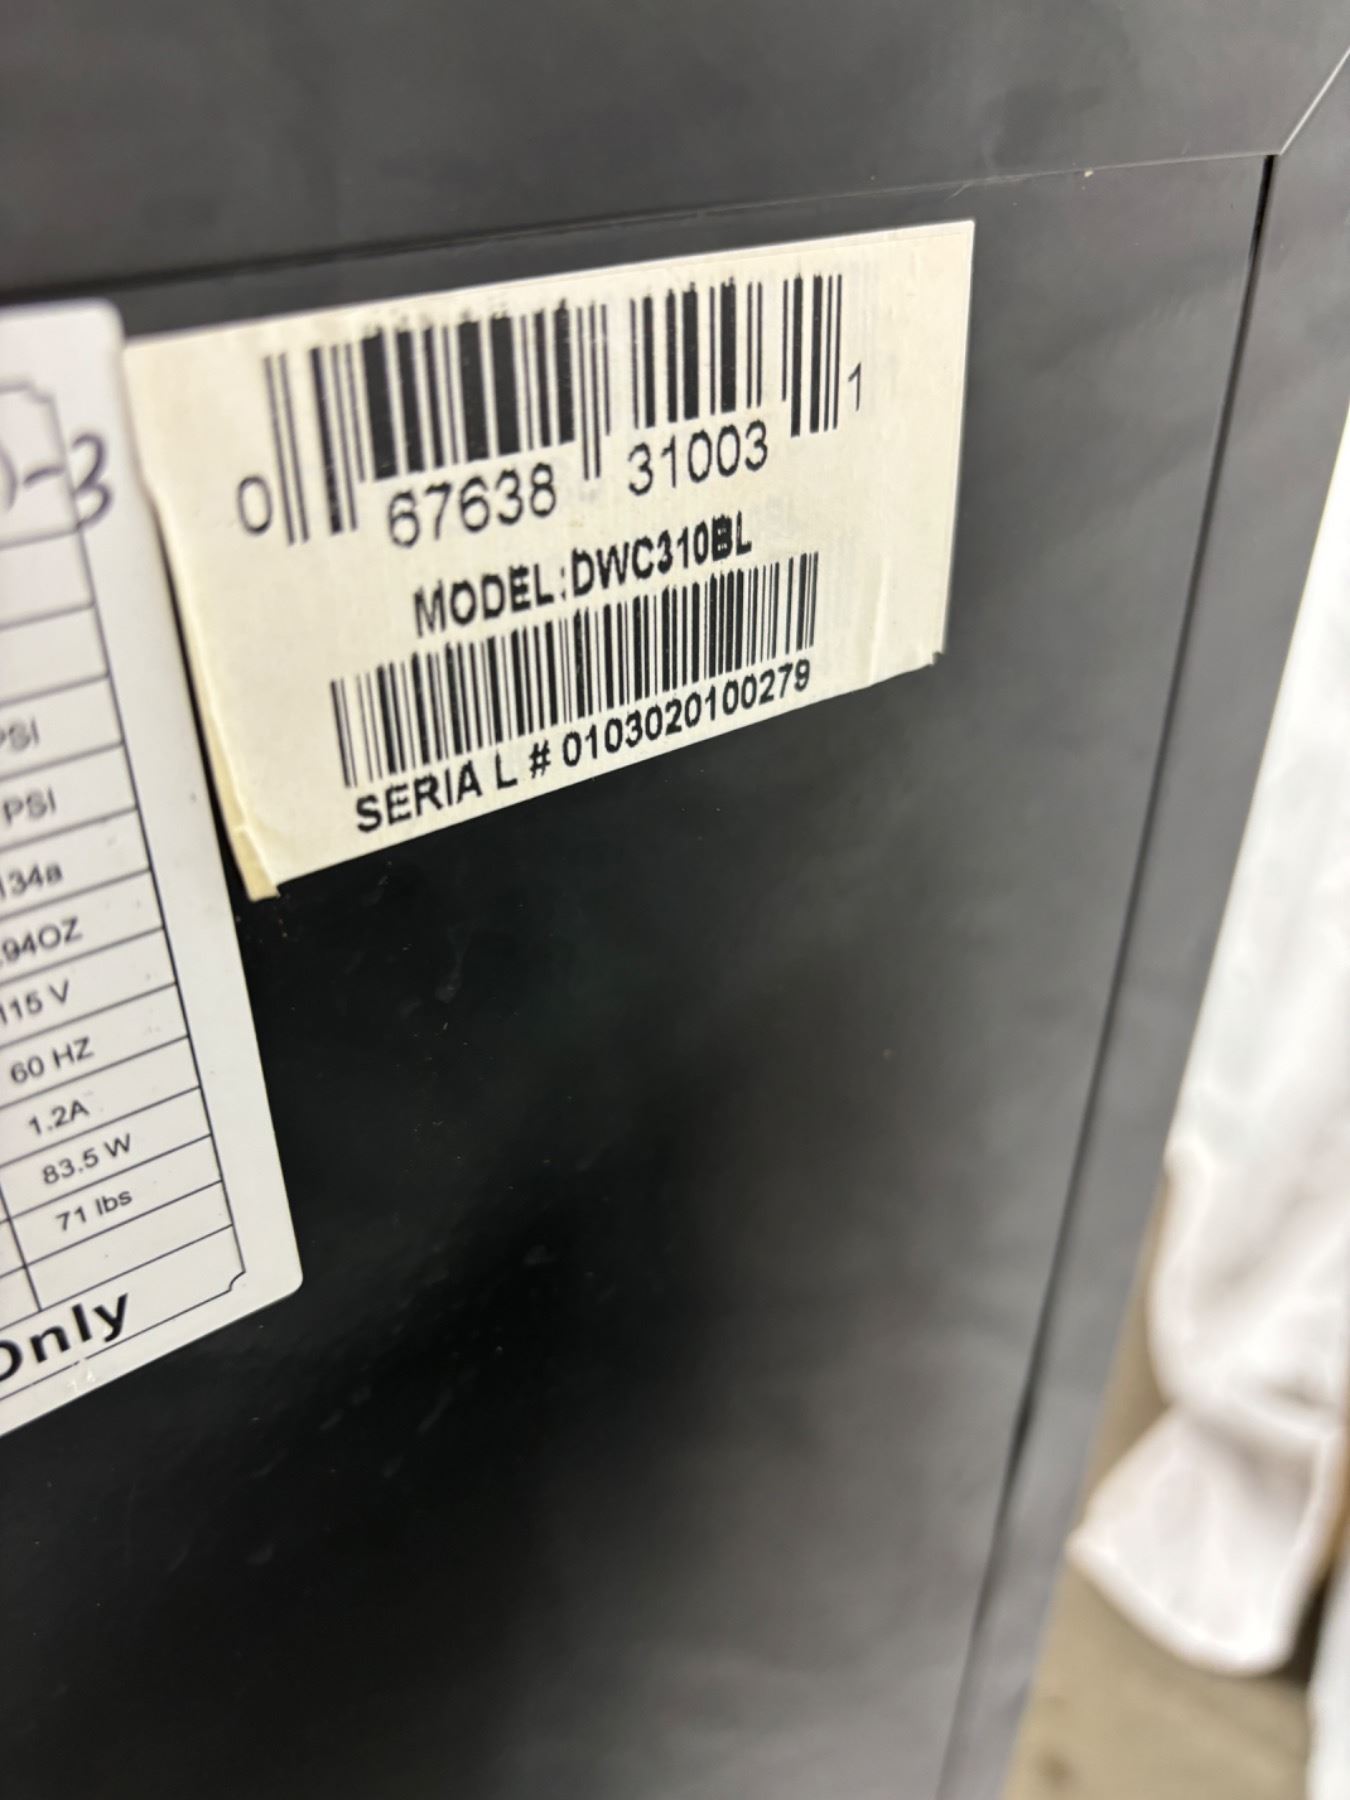 0 67638 31003 1
MODEL:DWC310BL
SERIAL # 0103020100279
-3
PSI
PSI
134a
.94OZ
115 V
60 HZ
1.2A
83.5 W
71 lbs
Only